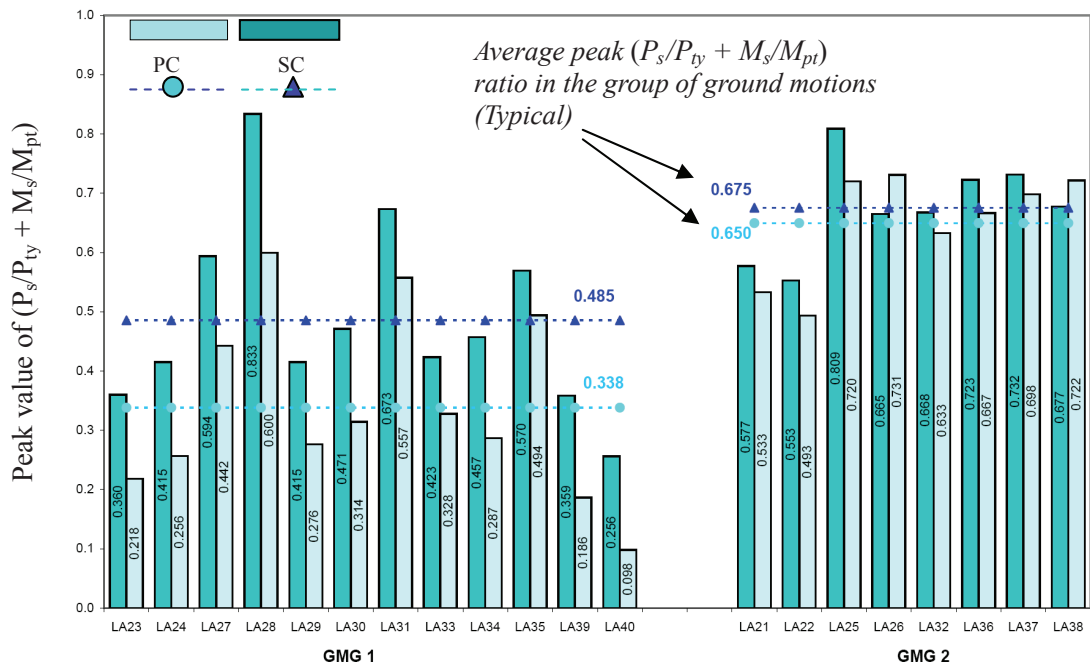 1.0
0.9
0.8
0.7
0.6
0.5
0.4
0.3
0.2
0.1
0.0
Peak value of (Ps/Pty + Ms/Mpt)
PC SC
Average peak (Ps/Pty + Ms/Mpt)
ratio in the group of ground motions
(Typical)
0.675
0.650
0.485
0.338
0.360 0.218 0.415 0.256 0.594 0.442 0.833 0.600 0.415 0.276 0.471 0.314 0.673 0.557 0.423 0.328 0.457 0.287 0.570 0.494 0.359 0.186 0.256 0.098
0.577 0.533 0.553 0.493 0.809 0.720 0.665 0.731 0.668 0.633 0.723 0.667 0.732 0.698 0.677 0.722
LA23 LA24 LA27 LA28 LA29 LA30 LA31 LA33 LA34 LA35 LA39 LA40 LA21 LA22 LA25 LA26 LA32 LA36 LA37 LA38
GMG 1 GMG 2